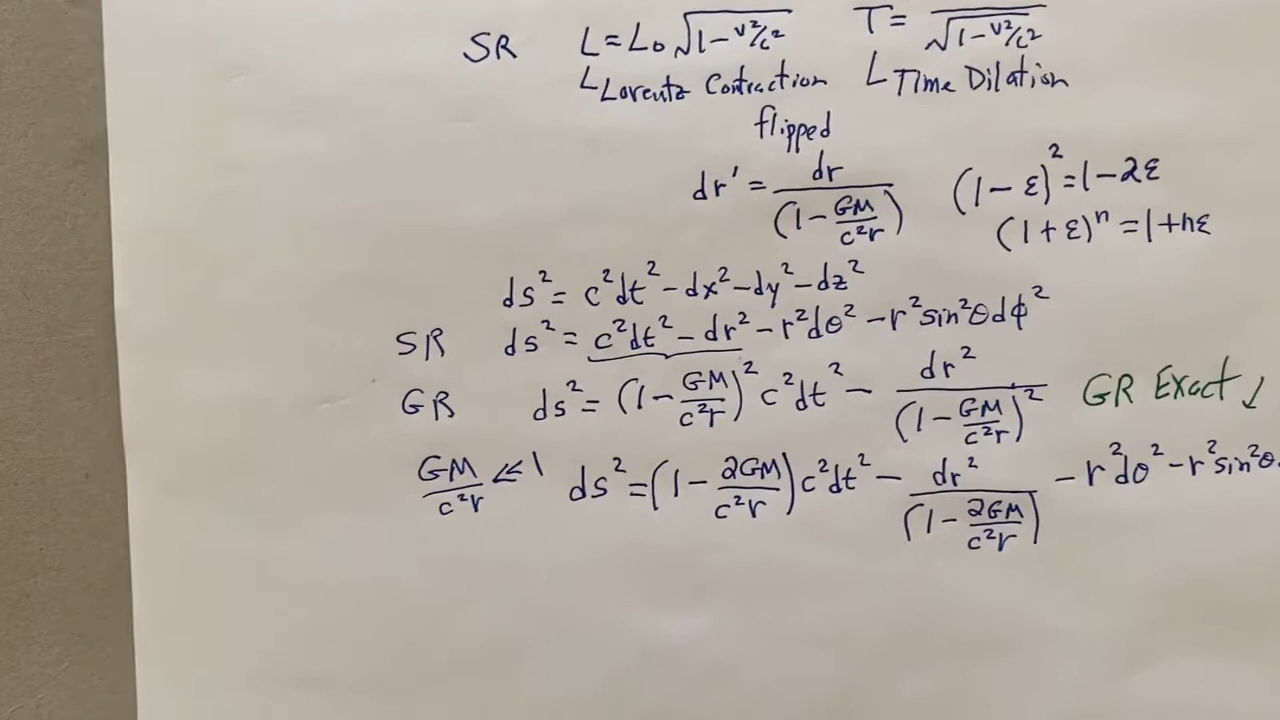 SR L = L₀√(1 − v²/c²) T = ‾/√(1 − v²/c²)
L Lorentz Contraction L Time Dilation
flipped
dr' = dr/(1 − GM/c²r) (1 − ε)² = 1 − 2ε
(1 + ε)ⁿ = 1 + nε
ds² = c²dt² − dx² − dy² − dz²
SR ds² = c²dt² − dr² − r²dθ² − r²sin²θdϕ²
GR ds² = (1 − GM/c²r)² c²dt² − dr²/(1 − GM/c²r)² GR Exact ↓
GM/c²r << 1 ds² = (1 − 2GM/c²r) c²dt² − dr²/(1 − 2GM/c²r) − r²dθ² − r²sin²θ